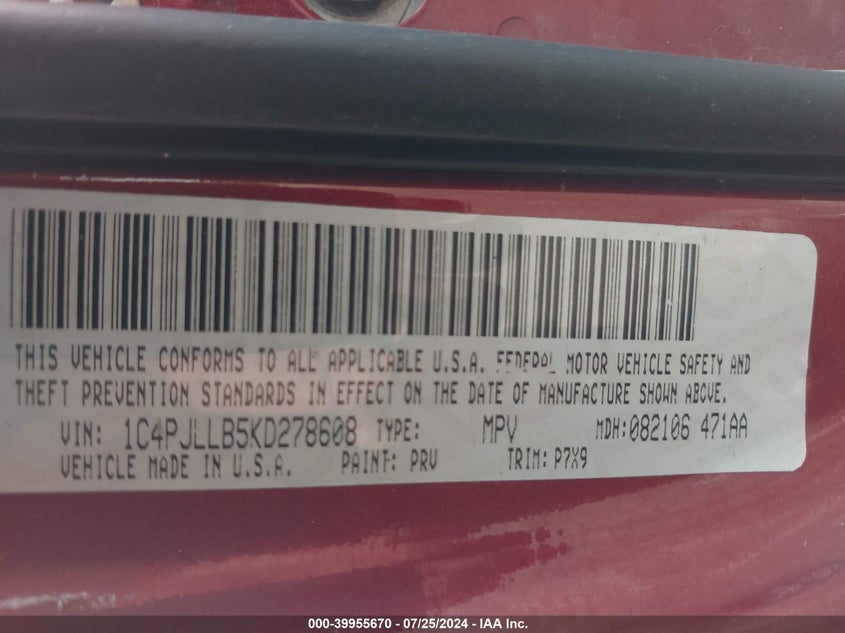 THIS VEHICLE CONFORMS TO ALL APPLICABLE U.S.A. FEDERAL MOTOR VEHICLE SAFETY AND
THEFT PREVENTION STANDARDS IN EFFECT ON THE DATE OF MANUFACTURE SHOWN ABOVE.
VIN: 1C4PJLLB5KD278608 TYPE: MPV MDH:082106 471AA
VEHICLE MADE IN U.S.A. PAINT: PRV TRIM: P7X9
000-39955670 - 07/25/2024 - IAA Inc.